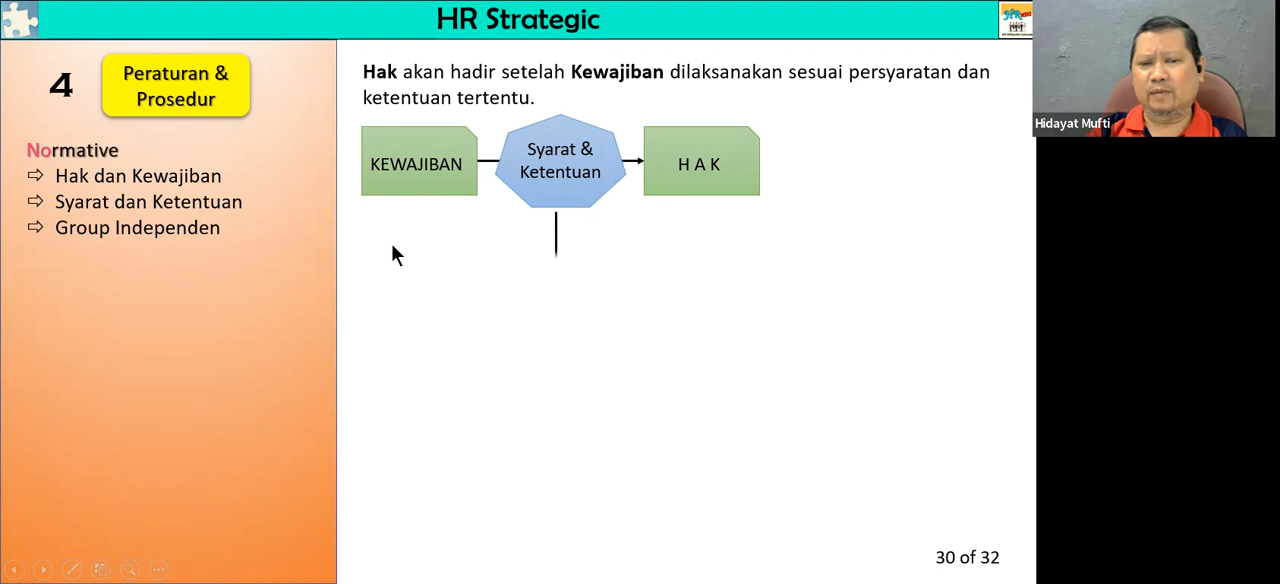 HR Strategic
4
Peraturan &
Prosedur
Normative
Hak dan Kewajiban
Syarat dan Ketentuan
Group Independen
Hak akan hadir setelah Kewajiban dilaksanakan sesuai persyaratan dan
ketentuan tertentu.
KEWAJIBAN
Syarat &
Ketentuan
H A K
30 of 32
Hidayat Mufti